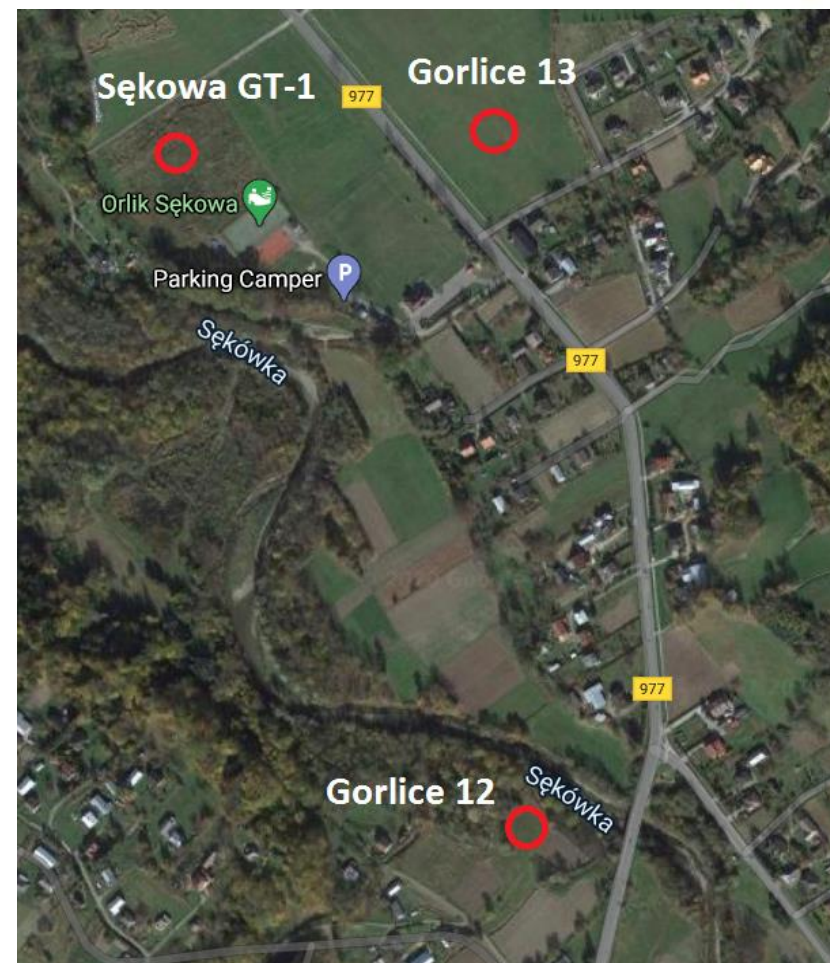 Gorlice 13
Sękowa GT-1
977
Orlik Sękowa
Parking Camper
P
Sękówka
977
977
Gorlice 12
Sękówka